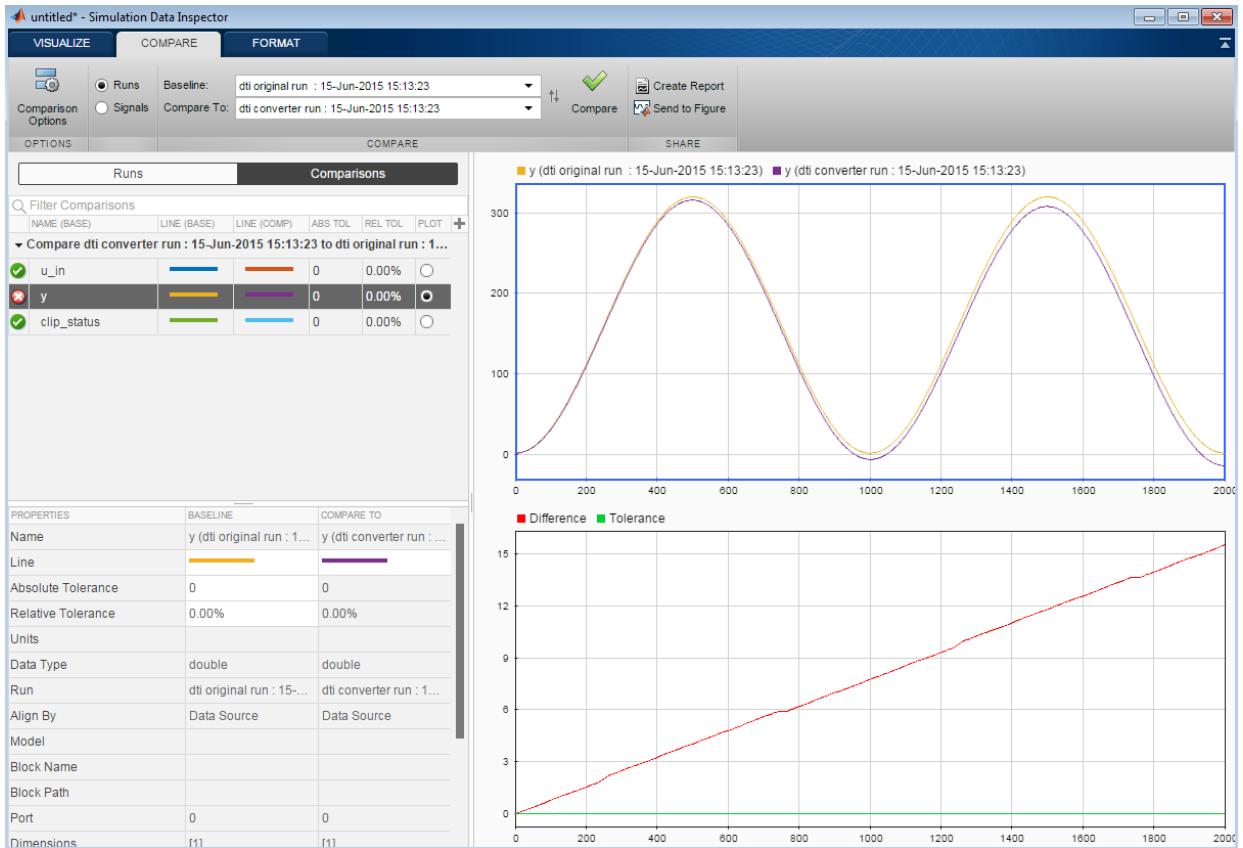 untitled* - Simulation Data Inspector
VISUALIZE COMPARE FORMAT
Comparison Options
Runs
Signals
Baseline: dti original run : 15-Jun-2015 15:13:23
Compare To: dti converter run : 15-Jun-2015 15:13:23
Compare
Create Report
Send to Figure
OPTIONS COMPARE SHARE
Runs Comparisons
Filter Comparisons
NAME (BASE) LINE (BASE) LINE (COMP) ABS TOL REL TOL PLOT
Compare dti converter run : 15-Jun-2015 15:13:23 to dti original run : 1...
u_in 0 0.00%
y 0 0.00%
clip_status 0 0.00%
PROPERTIES BASELINE COMPARE TO
Name y (dti original run : 1... y (dti converter run : ...
Line
Absolute Tolerance 0 0
Relative Tolerance 0.00% 0.00%
Units
Data Type double double
Run dti original run : 15-... dti converter run : 1...
Align By Data Source Data Source
Model
Block Name
Block Path
Port 0 0
Dimensions [1] [1]
y (dti original run : 15-Jun-2015 15:13:23) y (dti converter run : 15-Jun-2015 15:13:23)
300
200
100
0
0 200 400 600 800 1000 1200 1400 1600 1800 2000
Difference Tolerance
15
12
9
6
3
0
0 200 400 600 800 1000 1200 1400 1600 1800 2000